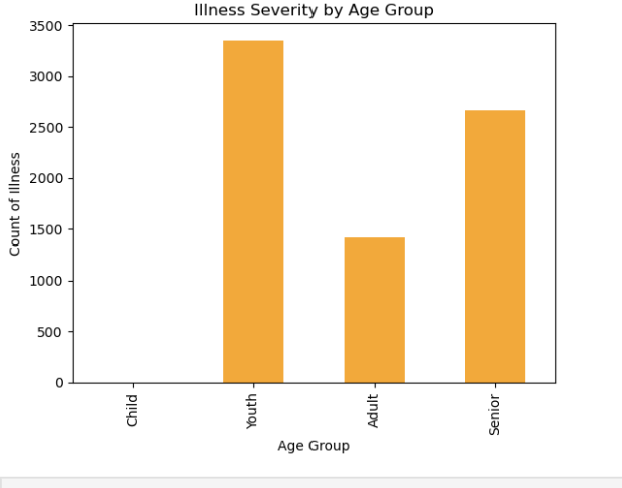 Illness Severity by Age Group
3500
3000
2500
2000
1500
1000
500
0
Count of Illness
Child
Youth
Adult
Senior
Age Group